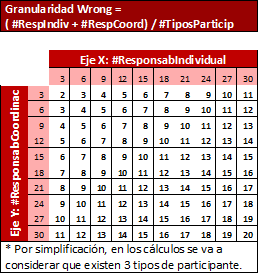 Granularidad Wrong =
( #RespIndiv + #RespCoord) / #TiposParticip
Eje X: #ResponsabIndividual
3 6 9 12 15 18 21 24 27 30
Eje Y: #ResponsabCoordinac
3 2 3 4 5 6 7 8 9 10 11
6 3 4 5 6 7 8 9 10 11 12
9 4 5 6 7 8 9 10 11 12 13
12 5 6 7 8 9 10 11 12 13 14
15 6 7 8 9 10 11 12 13 14 15
18 7 8 9 10 11 12 13 14 15 16
21 8 9 10 11 12 13 14 15 16 17
24 9 10 11 12 13 14 15 16 17 18
27 10 11 12 13 14 15 16 17 18 19
30 11 12 13 14 15 16 17 18 19 20
* Por simplificación, en los cálculos se va a
considerar que existen 3 tipos de participante.